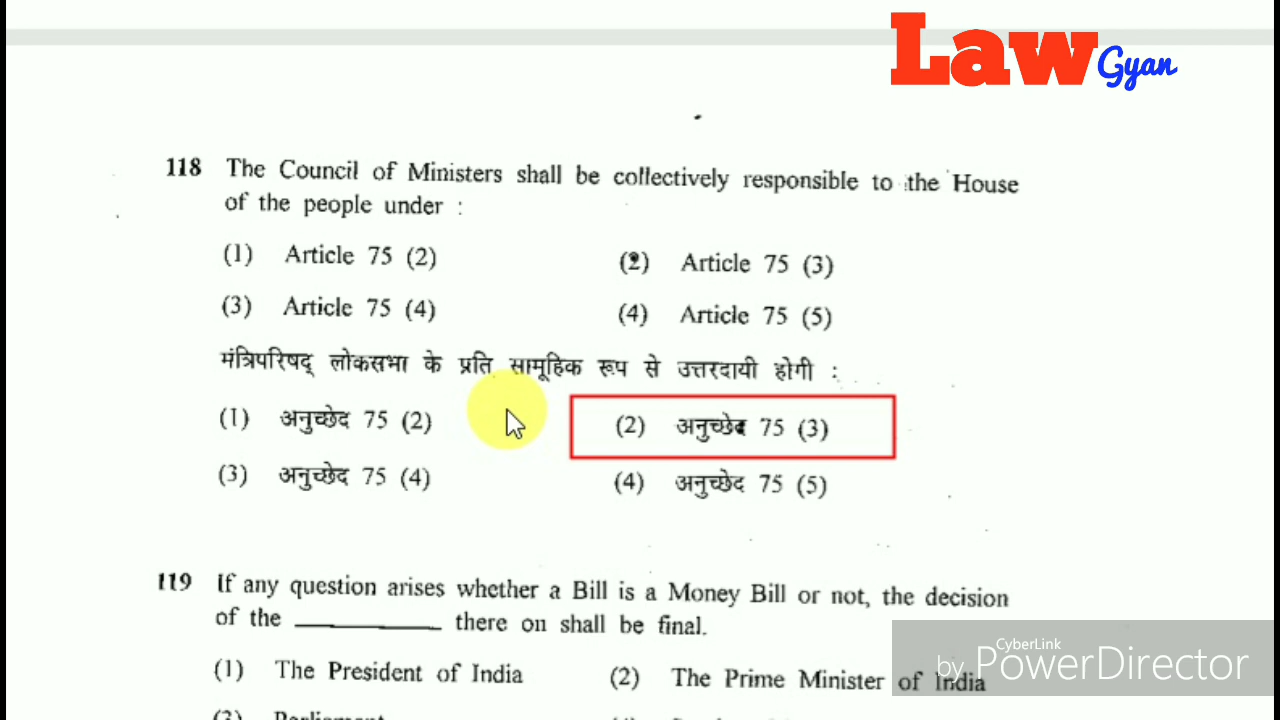 Law Gyan
118 The Council of Ministers shall be collectively responsible to the House
of the people under :
(1) Article 75 (2) (2) Article 75 (3)
(3) Article 75 (4) (4) Article 75 (5)
मंत्रिपरिषद् लोकसभा के प्रति सामूहिक रूप से उत्तरदायी होगी :
(1) अनुच्छेद 75 (2) (2) अनुच्छेद 75 (3)
(3) अनुच्छेद 75 (4) (4) अनुच्छेद 75 (5)
119 If any question arises whether a Bill is a Money Bill or not, the decision
of the __________ there on shall be final.
(1) The President of India (2) The Prime Minister of India
CyberLink
by PowerDirector